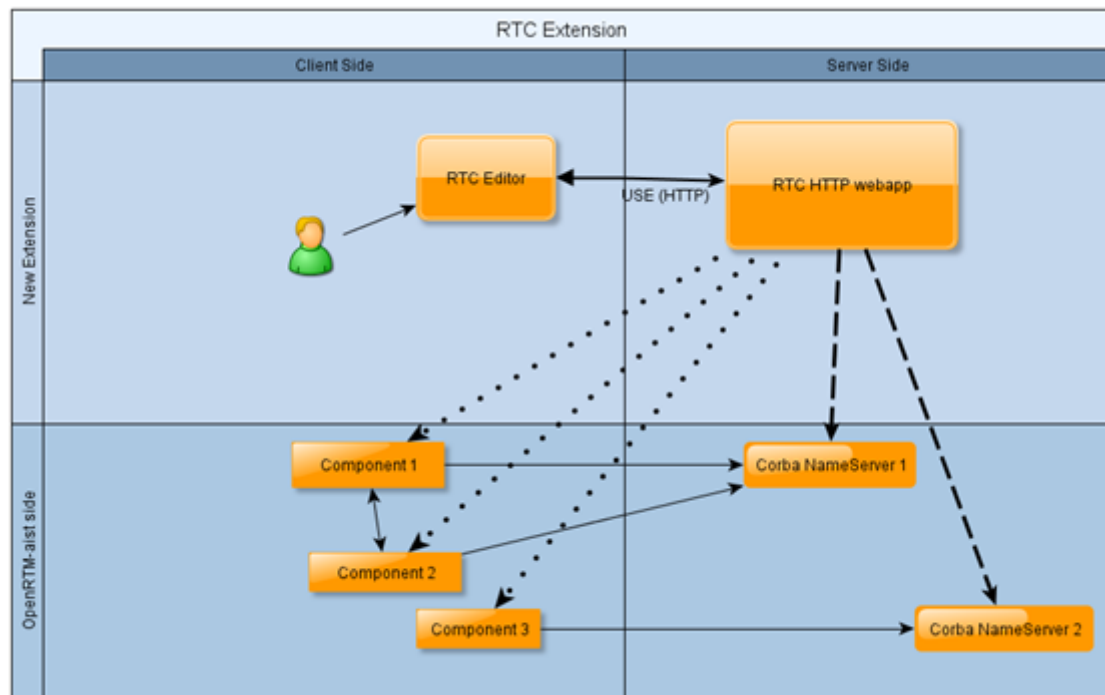 RTC Extension
Client Side
Server Side
New Extension
RTC Editor
USE (HTTP)
RTC HTTP webapp
OpenRTM-aist side
Component 1
Corba NameServer 1
Component 2
Component 3
Corba NameServer 2